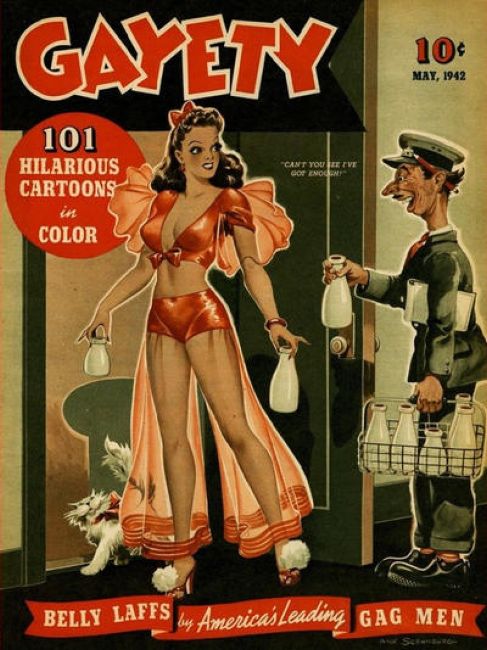 GAYETY
10¢
MAY, 1942
101
HILARIOUS
CARTOONS
in
COLOR
"CAN'T YOU SEE I'VE
GOT ENOUGH!"
BELLY LAFFS by America's Leading GAG MEN